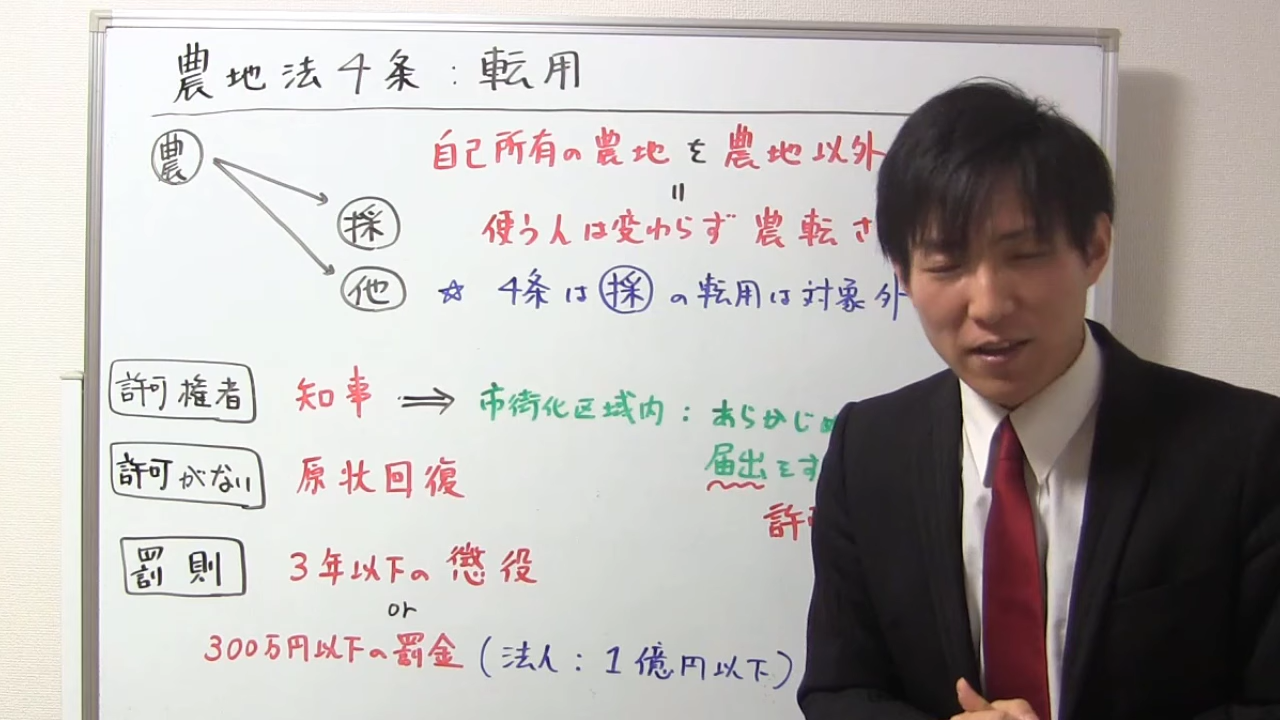 農地法4条:転用
農
自己所有の農地を農地以外
〃
採
使う人は変わらず農転さ
他
☆ 4条は採の転用は対象外
許可権者 知事 ⇒ 市街化区域内:あらかじめ
届出をす
許可がない 原状回復
許可
罰則 3年以下の懲役
or
300万円以下の罰金(法人:1億円以下)